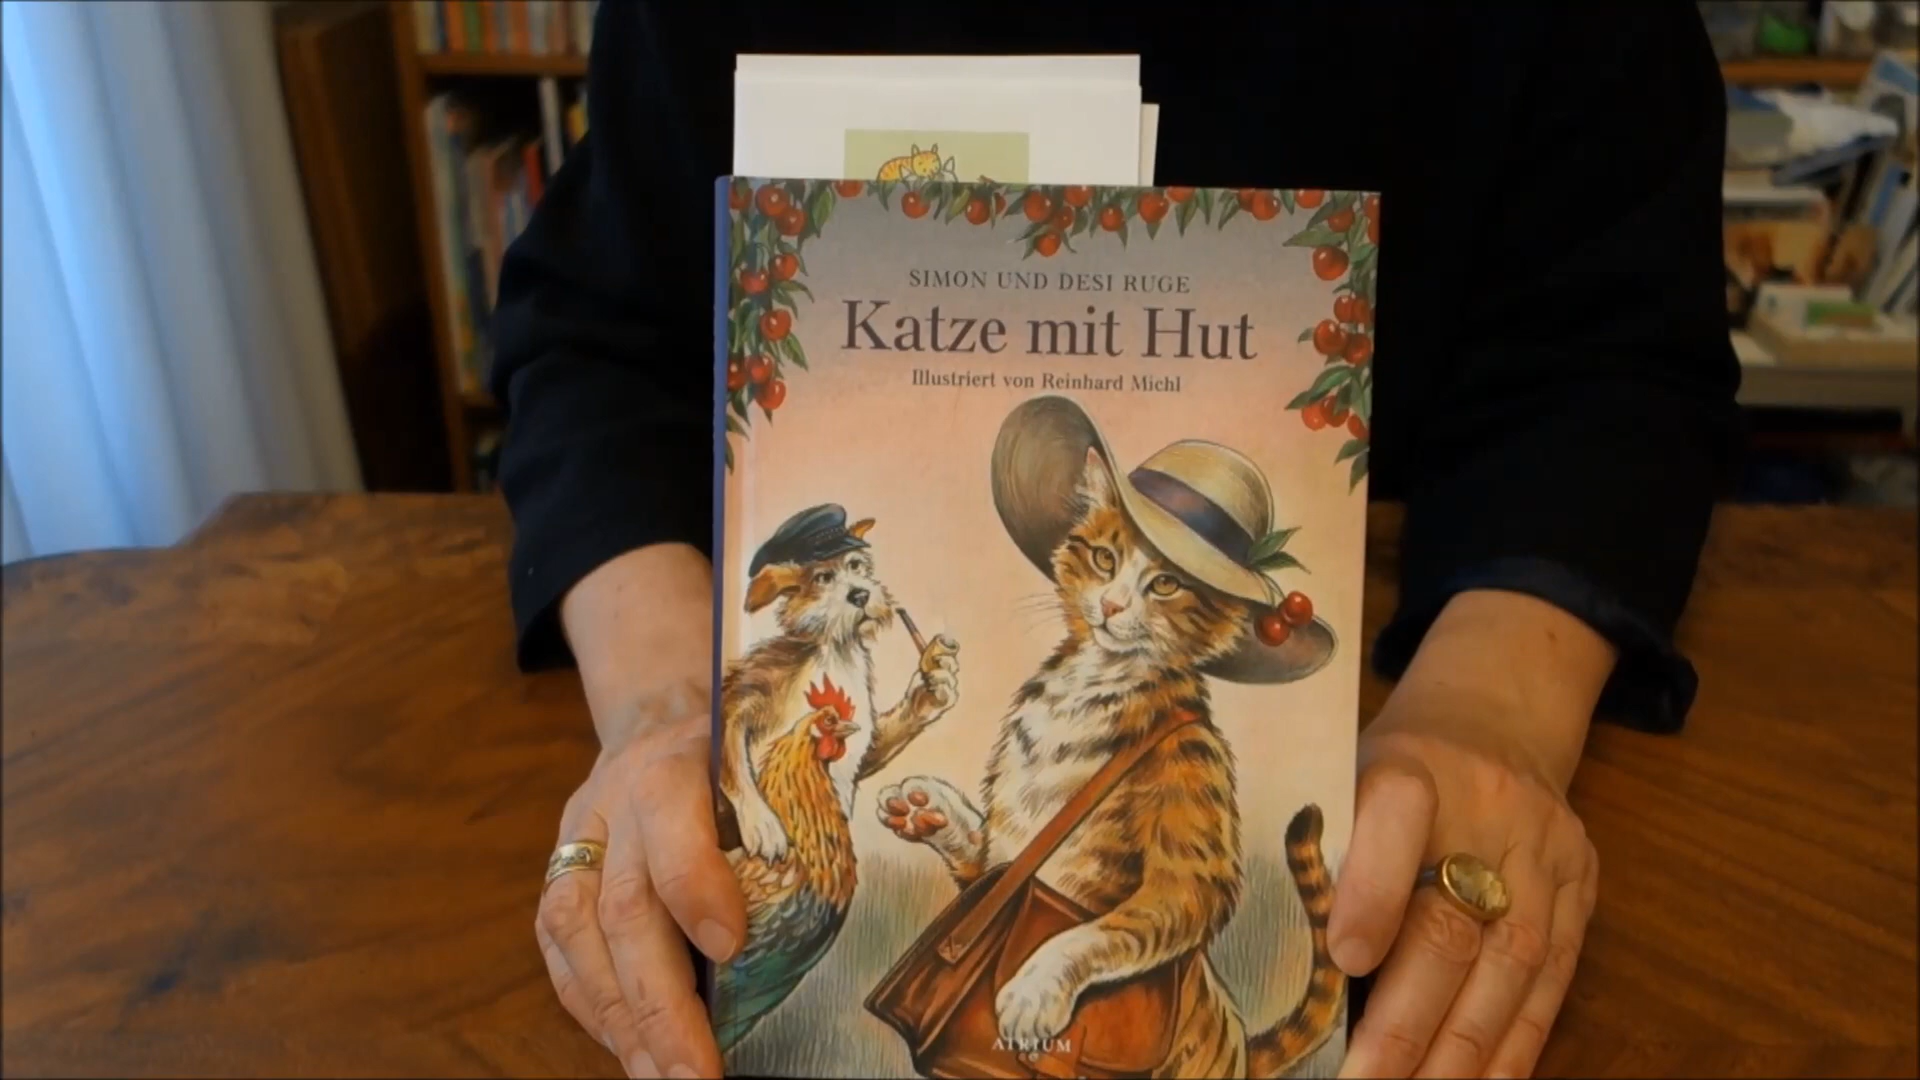 SIMON UND DESI RUGE
Katze mit Hut
Illustriert von Reinhard Michl
ATRIUM